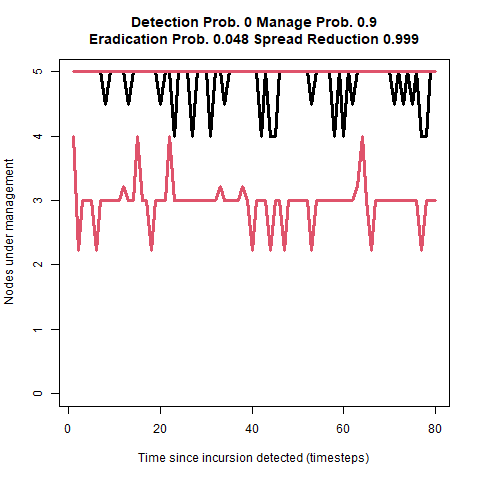 Detection Prob. 0 Manage Prob. 0.9
Eradication Prob. 0.048 Spread Reduction 0.999
Nodes under management
5
4
3
2
1
0
0 20 40 60 80
Time since incursion detected (timesteps)